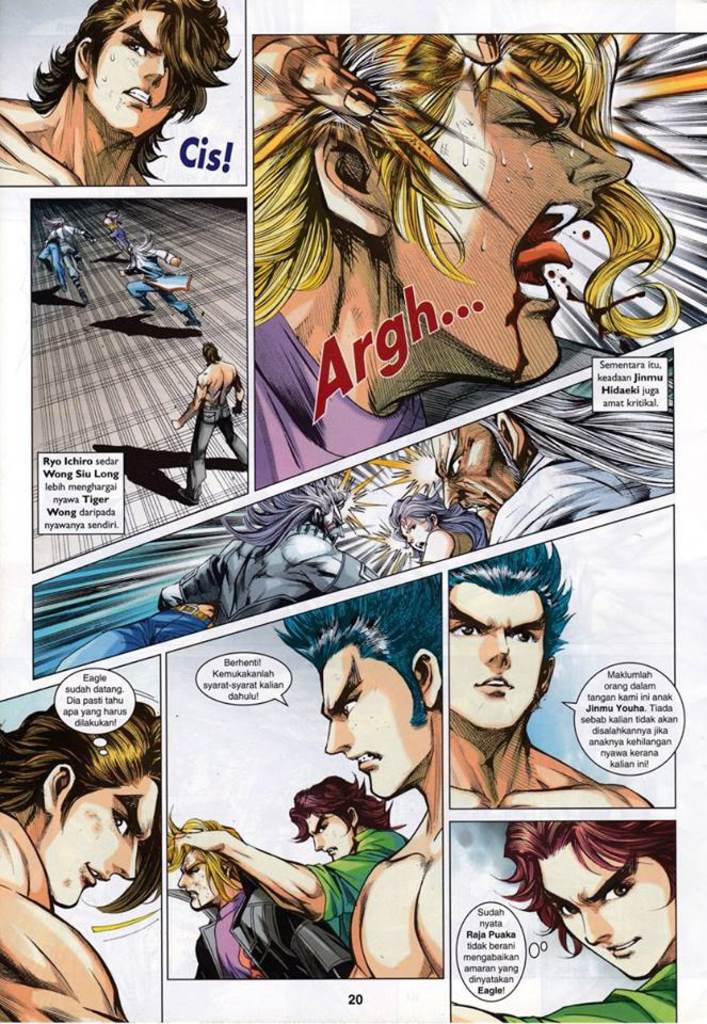 Cis!
Argh...
Ryo Ichiro sedar
Wong Siu Long
lebih menghargai
nyawa Tiger
Wong daripada
nyawanya sendiri.
Sementara itu,
keadaan Jinmu
Hidaeki juga
amat kritikal.
Eagle
sudah datang.
Dia pasti tahu
apa yang harus
dilakukan!
Berhenti!
Kemukakanlah
syarat-syarat kalian
dahulu!
Maklumlah
orang dalam
tangan kami ini anak
Jinmu Youha. Tiada
sebab kalian tidak akan
disalahkannya jika
anaknya kehilangan
nyawa kerana
kalian ini!
Sudah
nyata
Raja Puaka
tidak berani
mengabaikan
amaran yang
dinyatakan
Eagle!
20